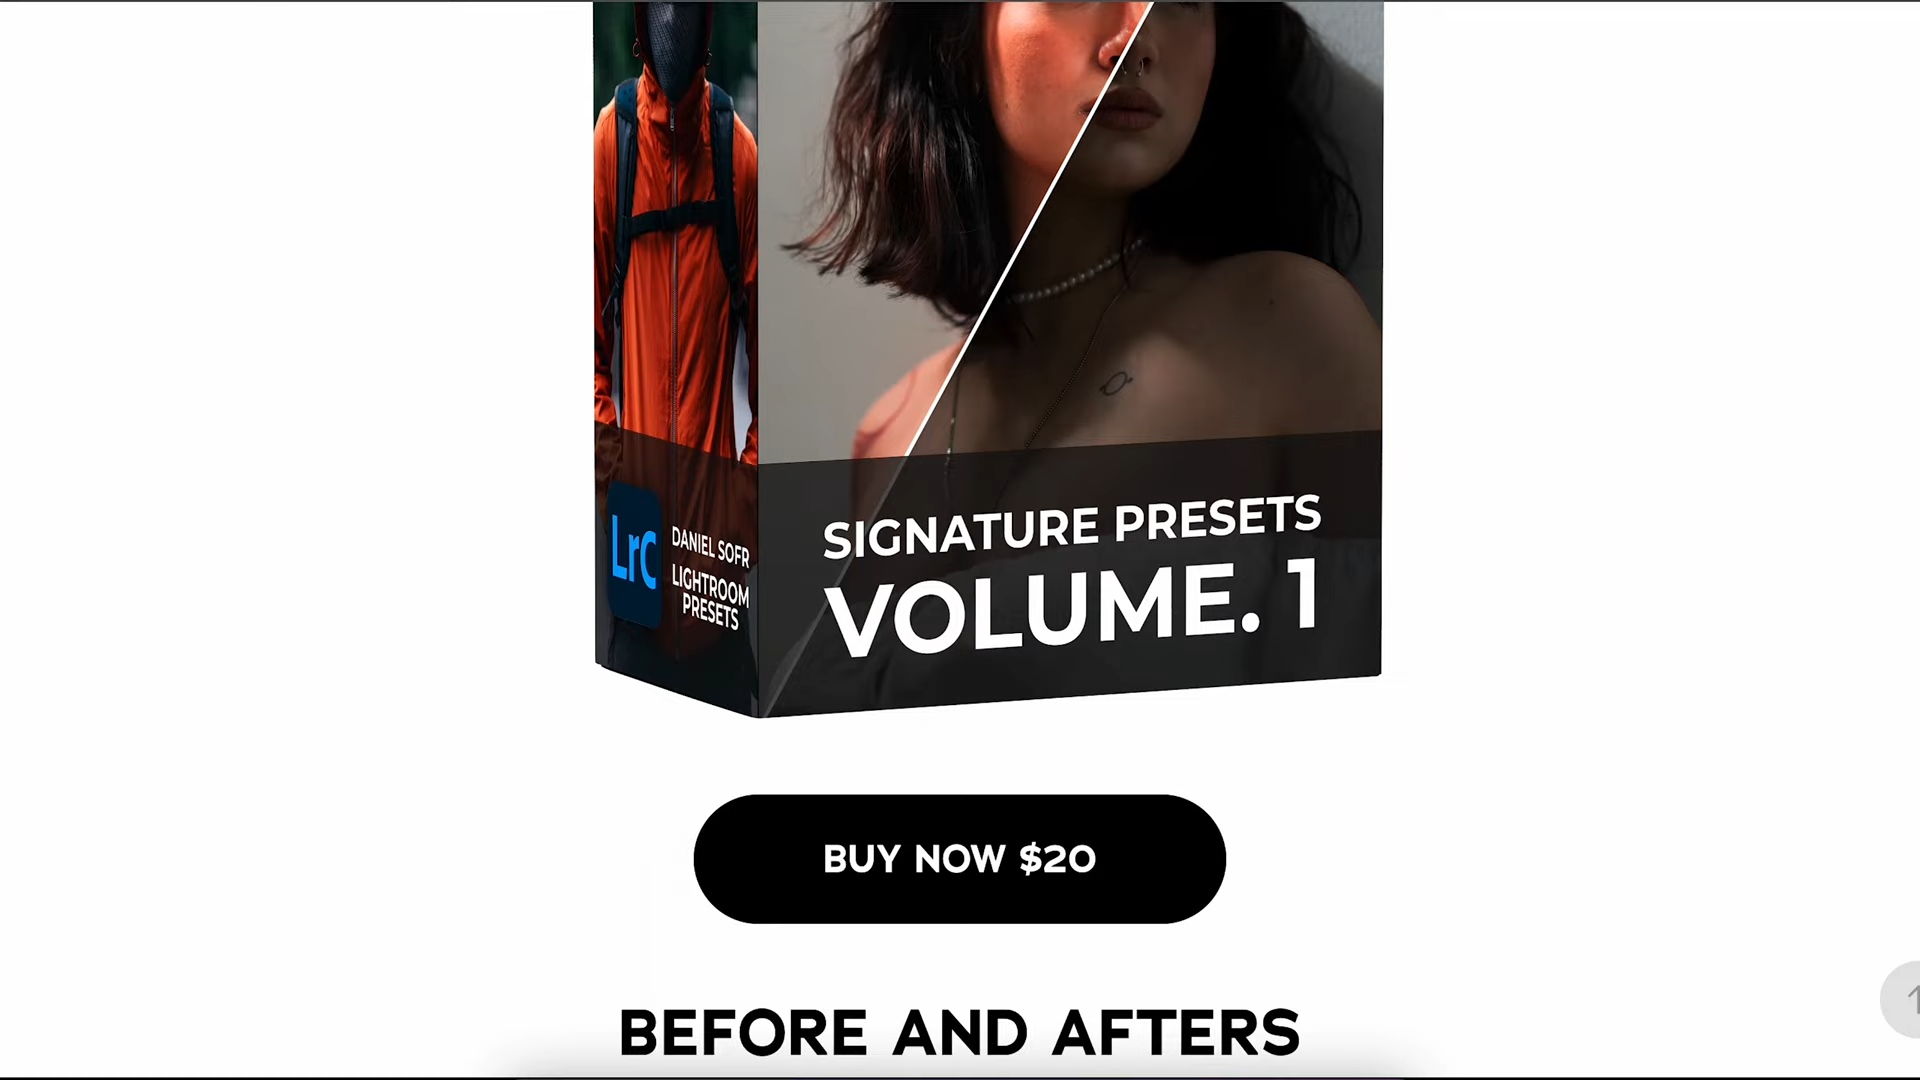 LrC
DANIEL SOFR
LIGHTROOM
PRESETS
SIGNATURE PRESETS
VOLUME. 1
BUY NOW $20
BEFORE AND AFTERS